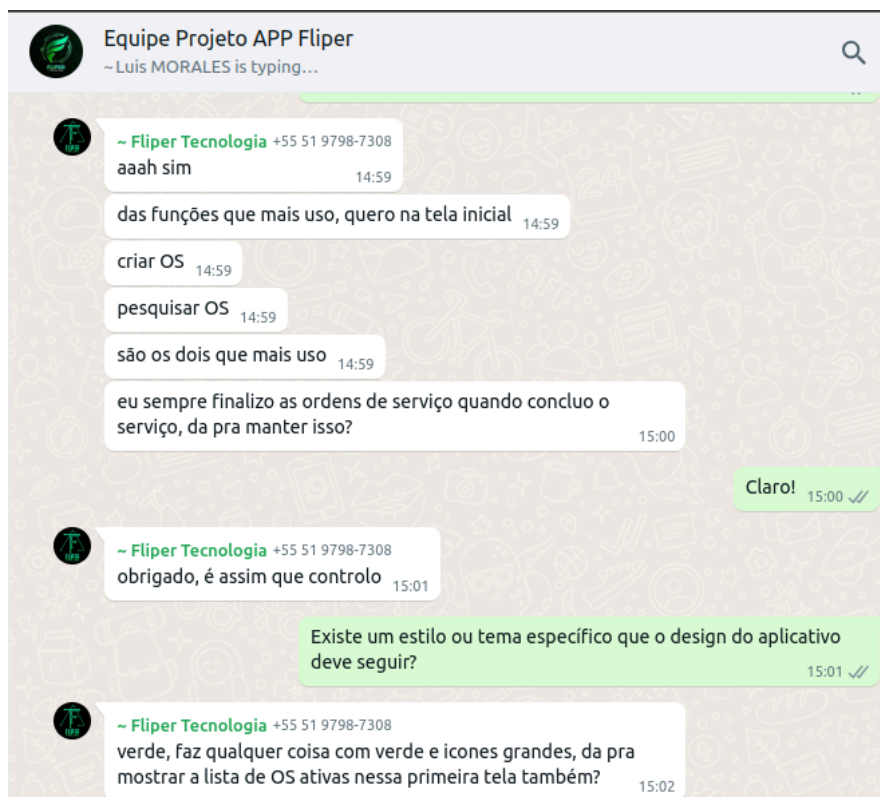 Equipe Projeto APP Fliper
~Luis MORALES is typing...
~ Fliper Tecnologia +55 51 9798-7308
aaah sim
14:59
das funções que mais uso, quero na tela inicial 14:59
criar OS 14:59
pesquisar OS 14:59
são os dois que mais uso 14:59
eu sempre finalizo as ordens de serviço quando concluo o
serviço, da pra manter isso?
15:00
Claro! 15:00
~ Fliper Tecnologia +55 51 9798-7308
obrigado, é assim que controlo 15:01
Existe um estilo ou tema específico que o design do aplicativo
deve seguir?
15:01
~ Fliper Tecnologia +55 51 9798-7308
verde, faz qualquer coisa com verde e icones grandes, da pra
mostrar a lista de OS ativas nessa primeira tela também?
15:02